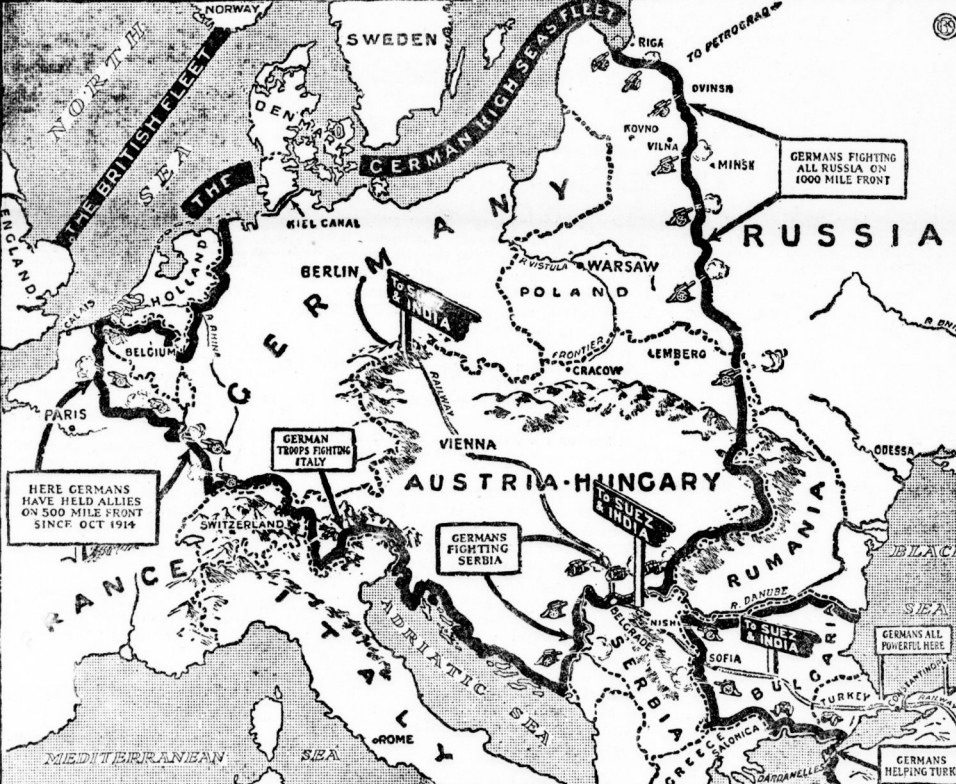 NORWAY
SWEDEN
NORTH
SEA
THE BRITISH FLEET
THE
GERMAN HIGH SEAS FLEET
RIGA
TO PETROGRAD
DVINSK
DENMARK
KOVNO
VILNA
MINSK
GERMANS FIGHTING
ALL RUSSIA ON
1000 MILE FRONT
RUSSIA
ENGLAND
KIEL CANAL
HOLLAND
BERLIN
GERMANY
R. VISTULA
WARSAW
POLAND
TO SUEZ
& INDIA
CALAIS
BELGIUM
R. RHINE
FRONTIER
LEMBERG
CRACOW
RAILWAY
PARIS
VIENNA
GERMAN
TROOPS FIGHTING
ITALY
ODESSA
HERE GERMANS
HAVE HELD ALLIES
ON 500 MILE FRONT
SINCE OCT 1914
AUSTRIA-HUNGARY
TO SUEZ
& INDIA
SWITZERLAND
GERMANS
FIGHTING
SERBIA
RUMANIA
BLACK
SEA
RANCE
ITALY
R. DANUBE
BELGRADE
NISH
TO SUEZ
& INDIA
GERMANS ALL
POWERFUL HERE
ADRIATIC
SEA
SERBIA
SOFIA
BULGARI
TURKEY
CONSTANTINOPLE
RAILWAY
ROME
GREECE
SALONICA
DARDANELLES
MEDITERRANEAN
SEA
GERMANS
HELPING TURK